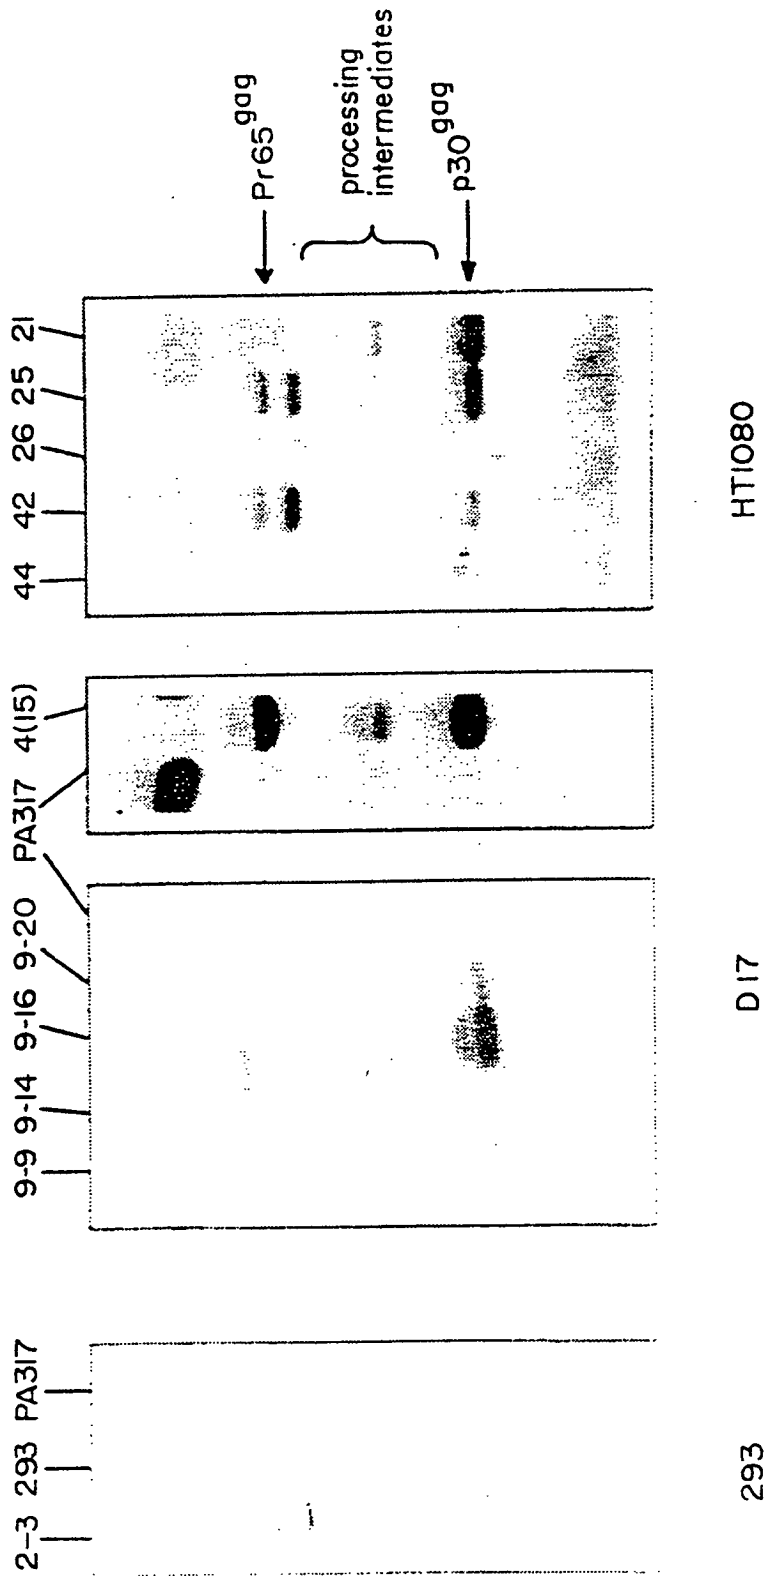 2-3 293 PA317
9-9 9-14 9-16 9-20 PA317 4(15)
44 42 26 25 21
Pr65gag
processing
intermediates
p30gag
293
D17
HT1080